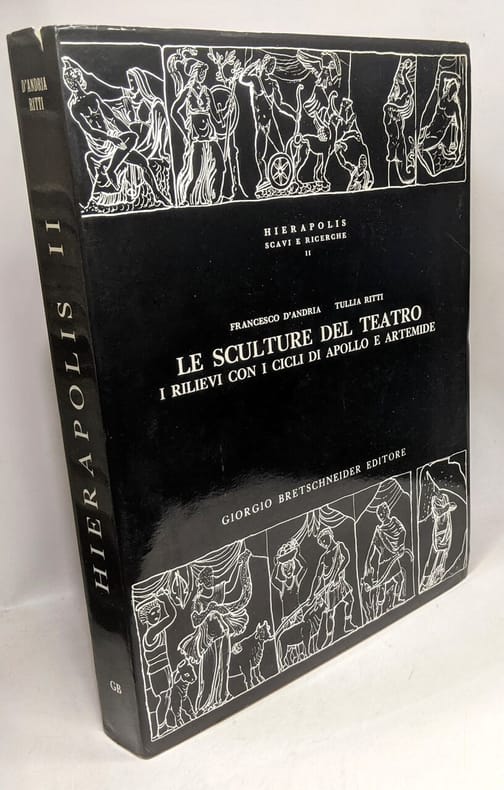 D'ANDRIA
RITTI
HIERAPOLIS II
GB
HIERAPOLIS
SCAVI E RICERCHE
II
FRANCESCO D'ANDRIA TULLIA RITTI
LE SCULTURE DEL TEATRO
I RILIEVI CON I CICLI DI APOLLO E ARTEMIDE
GIORGIO BRETSCHNEIDER EDITORE